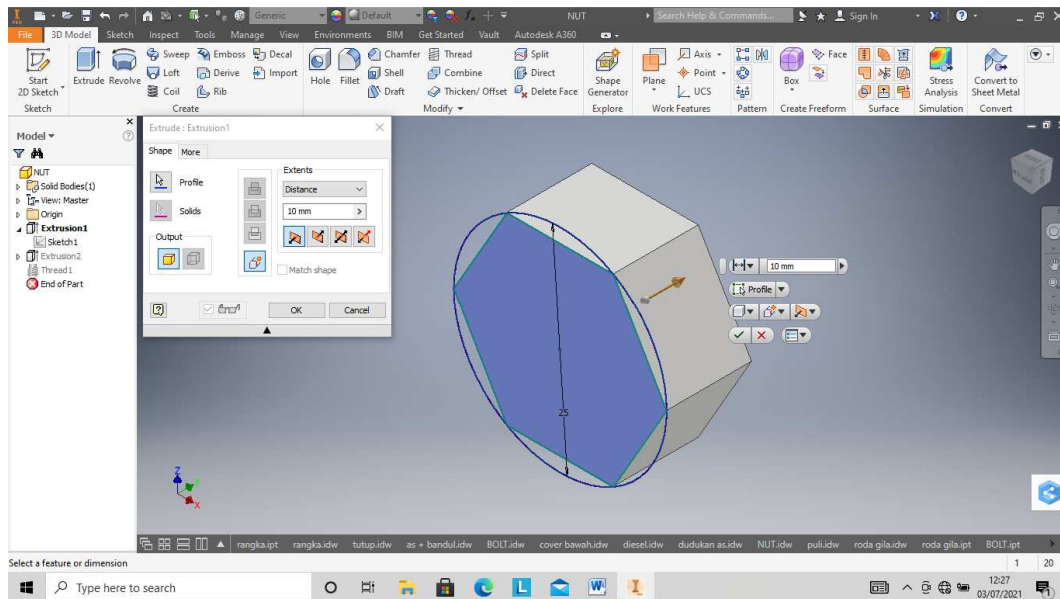 I PRO Generic Default NUT Search Help & Commands... Sign In
File 3D Model Sketch Inspect Tools Manage View Environments BIM Get Started Vault Autodesk A360
Start 2D Sketch Extrude Revolve Sweep Emboss Decal Hole Fillet Chamfer Thread Split Shape Generator Plane Axis Box Face Stress Analysis Convert to Sheet Metal
Loft Derive Import Shell Combine Direct Point
Coil Rib Draft Thicken/ Offset Delete Face UCS
Sketch Create Modify Explore Work Features Pattern Create Freeform Surface Simulation Convert
Model
NUT
Solid Bodies(1)
View: Master
Origin
Extrusion1
Sketch1
Extrusion2
Thread1
End of Part
Extrude : Extrusion1
Shape More
Profile
Solids
Output
Extents
Distance
10 mm
Match shape
OK Cancel
10 mm
Profile
25
Z
Y
X
rangka.ipt rangka.idw tutup.idw as + bandul.idw BOLT.idw cover bawah.idw diesel.idw dudukan as.idw NUT.idw puli.idw roda gila.idw roda gila.ipt BOLT.ipt
Select a feature or dimension 1 20
Type here to search L W I 12:27
03/07/2021